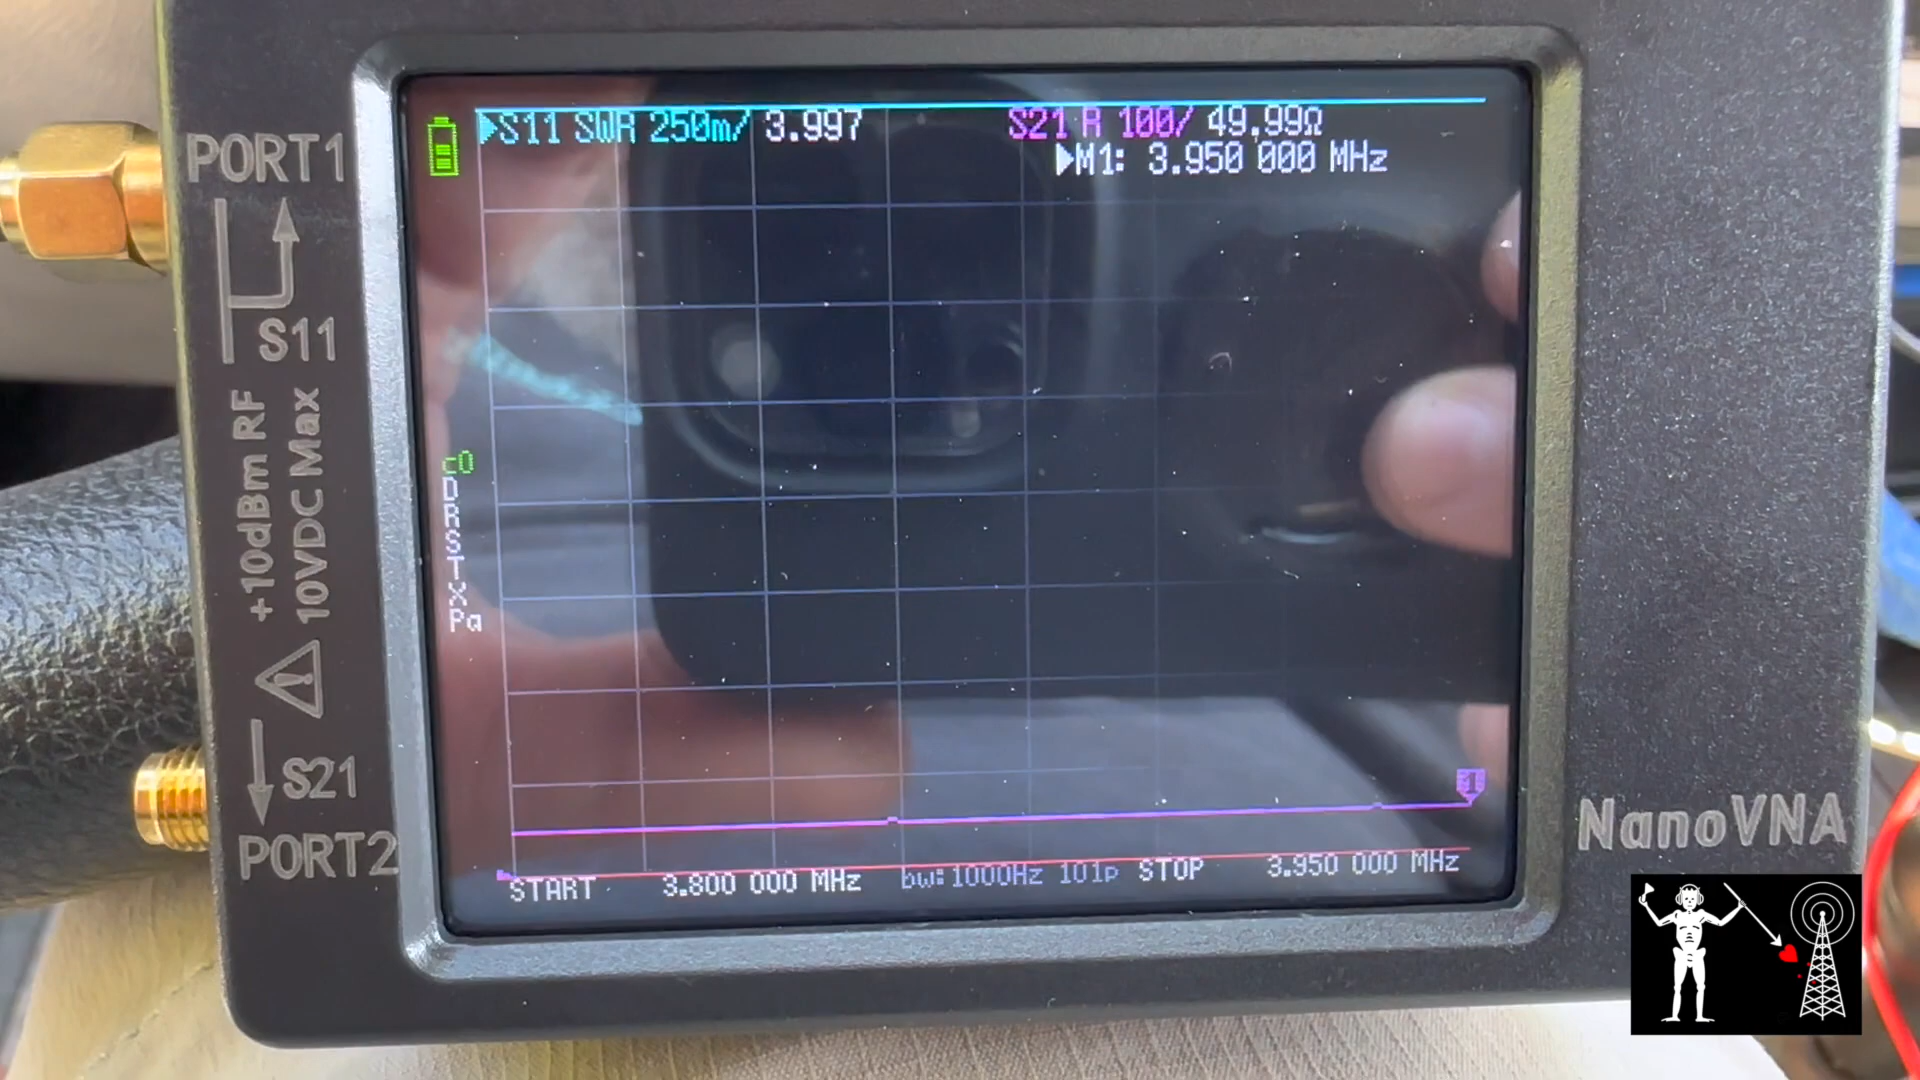 PORT1
S11
+10dBm RF
10VDC Max
S21
PORT2
S11 SWR 250m/ 3.997
S21 R 100/ 49.99Ω
M1: 3.950 000 MHz
c0
D
R
S
T
X
Pa
1
START 3.800 000 MHz bw:1000Hz 101p STOP 3.950 000 MHz
NanoVNA